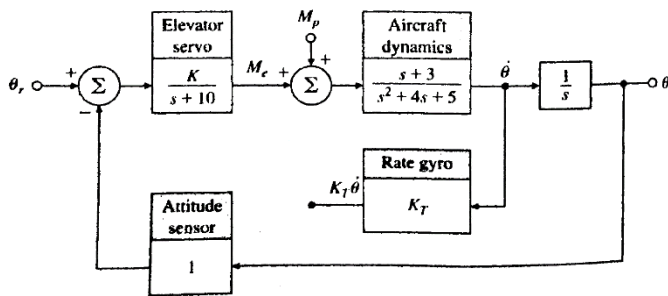 Elevator
servo
K
s + 10
M_p
Aircraft
dynamics
s + 3
s² + 4s + 5
θ_r
+
Σ
−
M_e
+
+
Σ
θ̇
1
s
θ
Rate gyro
K_T
K_T θ̇
Attitude
sensor
1